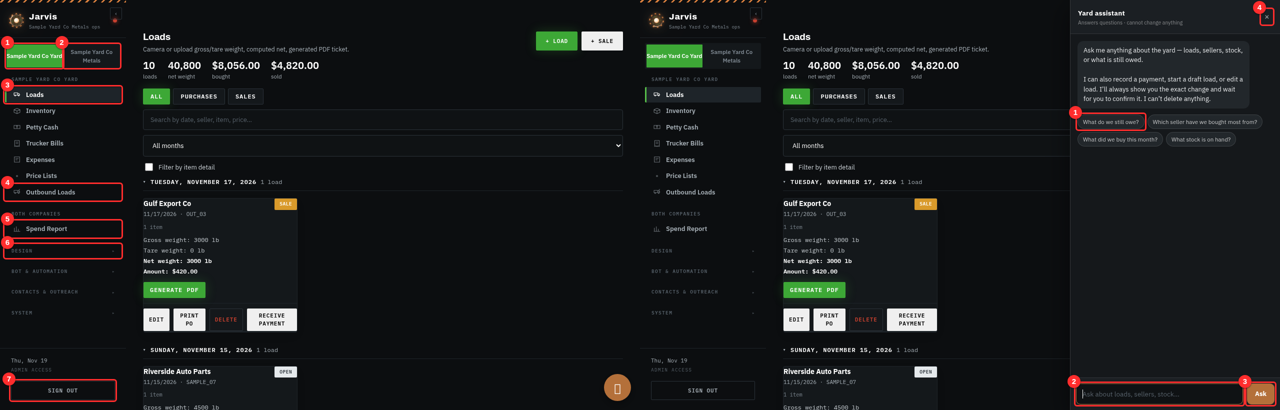 Jarvis
Sample Yard Co Metals ops
1
2
Sample Yard Co Yard
Sample Yard Co Metals
SAMPLE YARD CO YARD
3
Loads
Inventory
Petty Cash
Trucker Bills
Expenses
Price Lists
4
Outbound Loads
BOTH COMPANIES
5
Spend Report
6
DESIGN
BOT & AUTOMATION
CONTACTS & OUTREACH
SYSTEM
Thu, Nov 19
ADMIN ACCESS
7
SIGN OUT
Loads
Camera or upload gross/tare weight, computed net, generated PDF ticket.
+ LOAD
+ SALE
10 40,800 $8,056.00 $4,820.00
loads net weight bought sold
ALL PURCHASES SALES
Search by date, seller, item, price...
All months
Filter by item detail
TUESDAY, NOVEMBER 17, 2026 1 load
Gulf Export Co
SALE
11/17/2026 · OUT_03
1 item
Gross weight: 3000 lb
Tare weight: 0 lb
Net weight: 3000 lb
Amount: $420.00
GENERATE PDF
EDIT
PRINT PO
DELETE
RECEIVE PAYMENT
SUNDAY, NOVEMBER 15, 2026 1 load
Riverside Auto Parts
OPEN
11/15/2026 · SAMPLE_07
1 item
Gross weight: 4500 lb
Jarvis
Sample Yard Co Metals ops
Sample Yard Co Yard
Sample Yard Co Metals
SAMPLE YARD CO YARD
Loads
Inventory
Petty Cash
Trucker Bills
Expenses
Price Lists
Outbound Loads
BOTH COMPANIES
Spend Report
DESIGN
BOT & AUTOMATION
CONTACTS & OUTREACH
SYSTEM
Thu, Nov 19
ADMIN ACCESS
SIGN OUT
Loads
Camera or upload gross/tare weight, computed net, generated PDF ticket.
10 40,800 $8,056.00 $4,820.00
loads net weight bought sold
ALL PURCHASES SALES
Search by date, seller, item, price...
All months
Filter by item detail
TUESDAY, NOVEMBER 17, 2026 1 load
Gulf Export Co
SALE
11/17/2026 · OUT_03
1 item
Gross weight: 3000 lb
Tare weight: 0 lb
Net weight: 3000 lb
Amount: $420.00
GENERATE PDF
EDIT
PRINT PO
DELETE
RECEIVE PAYMENT
SUNDAY, NOVEMBER 15, 2026 1 load
Riverside Auto Parts
OPEN
11/15/2026 · SAMPLE_07
1 item
Gross weight: 4500 lb
Yard assistant
Answers questions · cannot change anything
4
×
Ask me anything about the yard — loads, sellers, stock,
or what is still owed.
I can also record a payment, start a draft load, or edit a
load. I'll always show you the exact change and wait
for you to confirm it. I can't delete anything.
1
What do we still owe?
Which seller have we bought most from?
What did we buy this month?
What stock is on hand?
2
Ask about loads, sellers, stock...
3
Ask